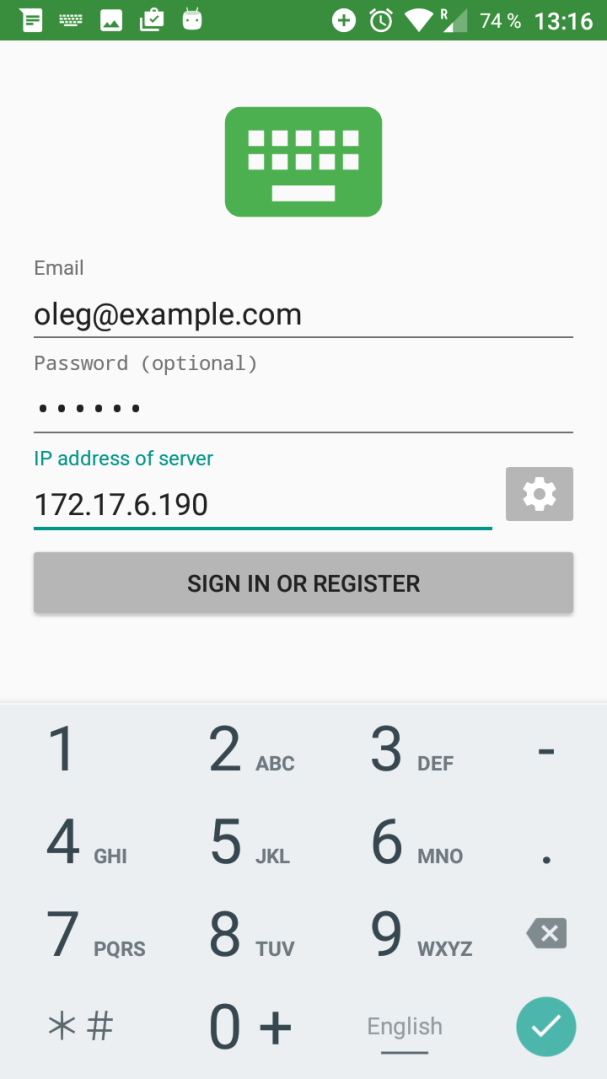 R 74 % 13:16
Email
oleg@example.com
Password (optional)
••••••
IP address of server
172.17.6.190
SIGN IN OR REGISTER
1 2 ABC 3 DEF -
4 GHI 5 JKL 6 MNO .
7 PQRS 8 TUV 9 WXYZ
*# 0 + English